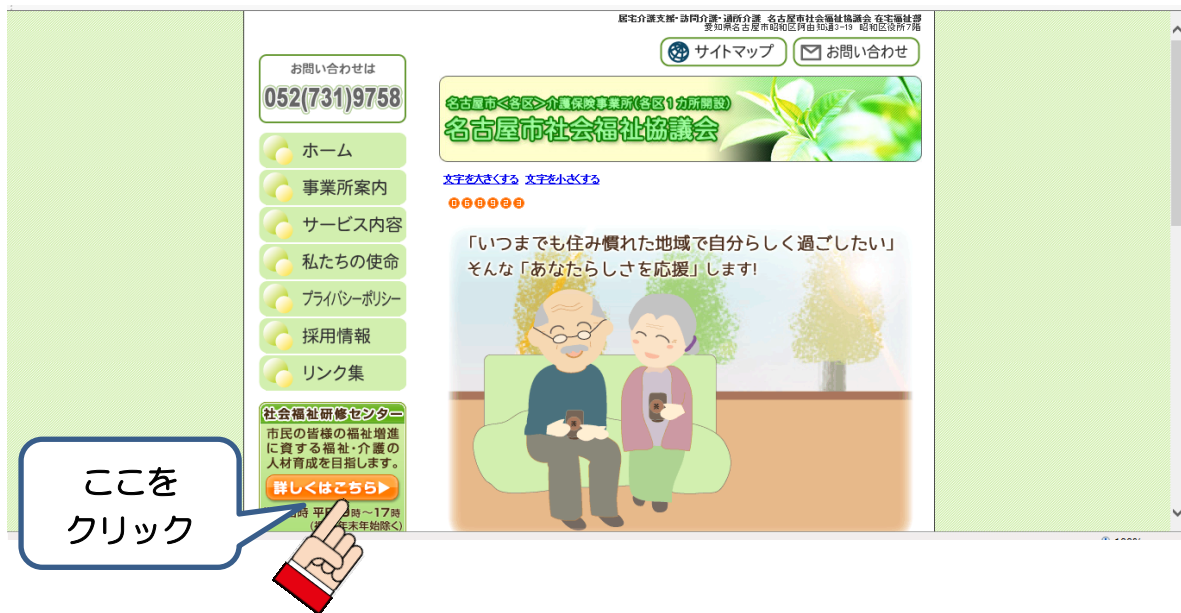 居宅介護支援・訪問介護・通所介護 名古屋市社会福祉協議会 在宅福祉部
愛知県名古屋市昭和区阿由知通3-19 昭和区役所7階
サイトマップ
お問い合わせ
お問い合わせは
052(731)9758
ホーム
事業所案内
サービス内容
私たちの使命
プライバシーポリシー
採用情報
リンク集
社会福祉研修センター
市民の皆様の福祉増進
に資する福祉・介護の
人材育成を目指します。
詳しくはこちら▶
時 平 時～17時
年末年始除く)
ここを
クリック
名古屋市<各区>介護保険事業所(各区1カ所開設)
名古屋市社会福祉協議会
文字を大きくする 文字を小さくする
068923
「いつまでも住み慣れた地域で自分らしく過ごしたい」
そんな「あなたらしさを応援」します!